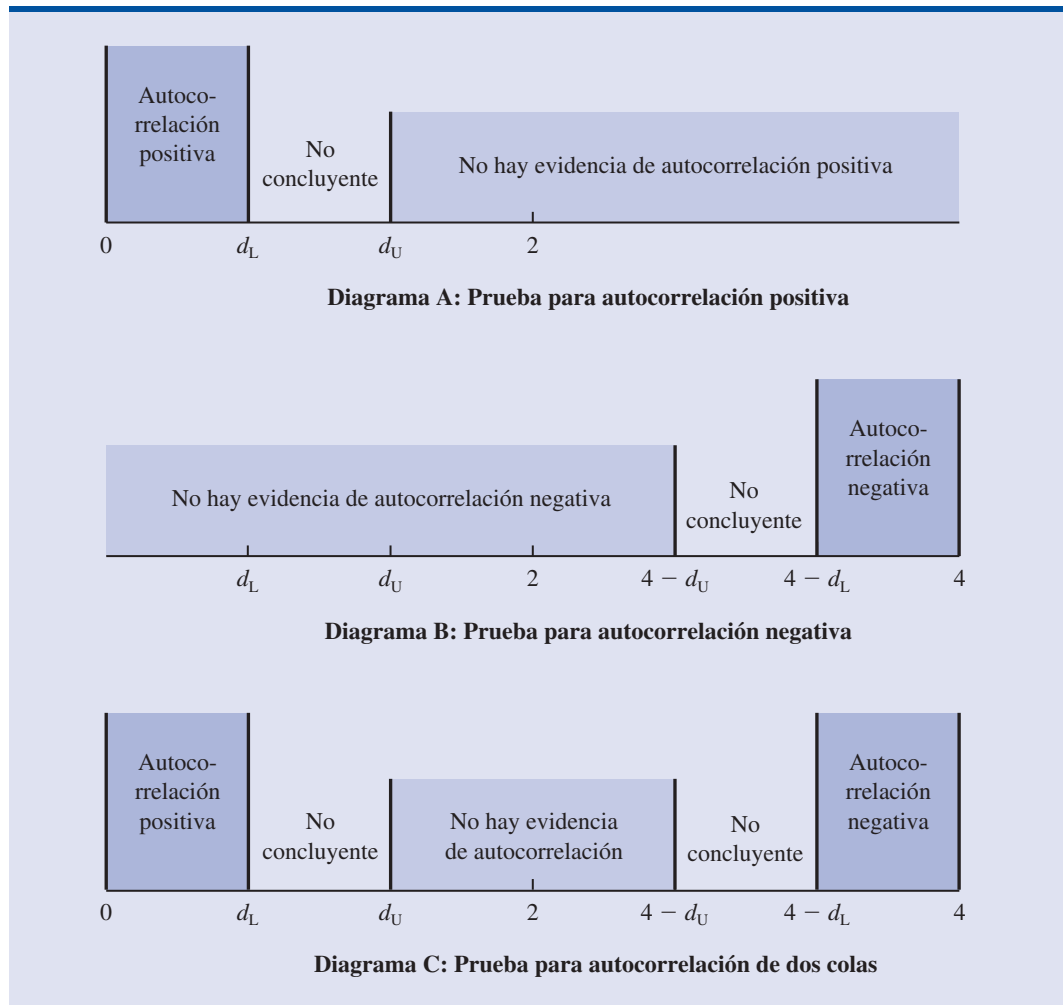 Autoco-
rrelación
positiva
No
concluyente
No hay evidencia de autocorrelación positiva
0 d_L d_U 2
Diagrama A: Prueba para autocorrelación positiva
No hay evidencia de autocorrelación negativa
No
concluyente
Autoco-
rrelación
negativa
d_L d_U 2 4 − d_U 4 − d_L 4
Diagrama B: Prueba para autocorrelación negativa
Autoco-
rrelación
positiva
No
concluyente
No hay evidencia
de autocorrelación
No
concluyente
Autoco-
rrelación
negativa
0 d_L d_U 2 4 − d_U 4 − d_L 4
Diagrama C: Prueba para autocorrelación de dos colas